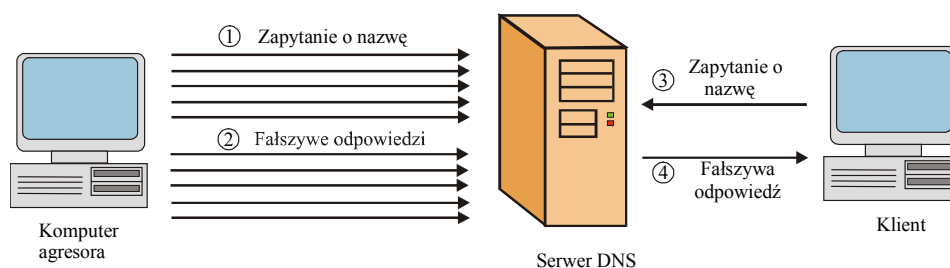 ① Zapytanie o nazwę
② Fałszywe odpowiedzi
Komputer
agresora
Serwer DNS
③ Zapytanie o
nazwę
④ Fałszywa
odpowiedź
Klient